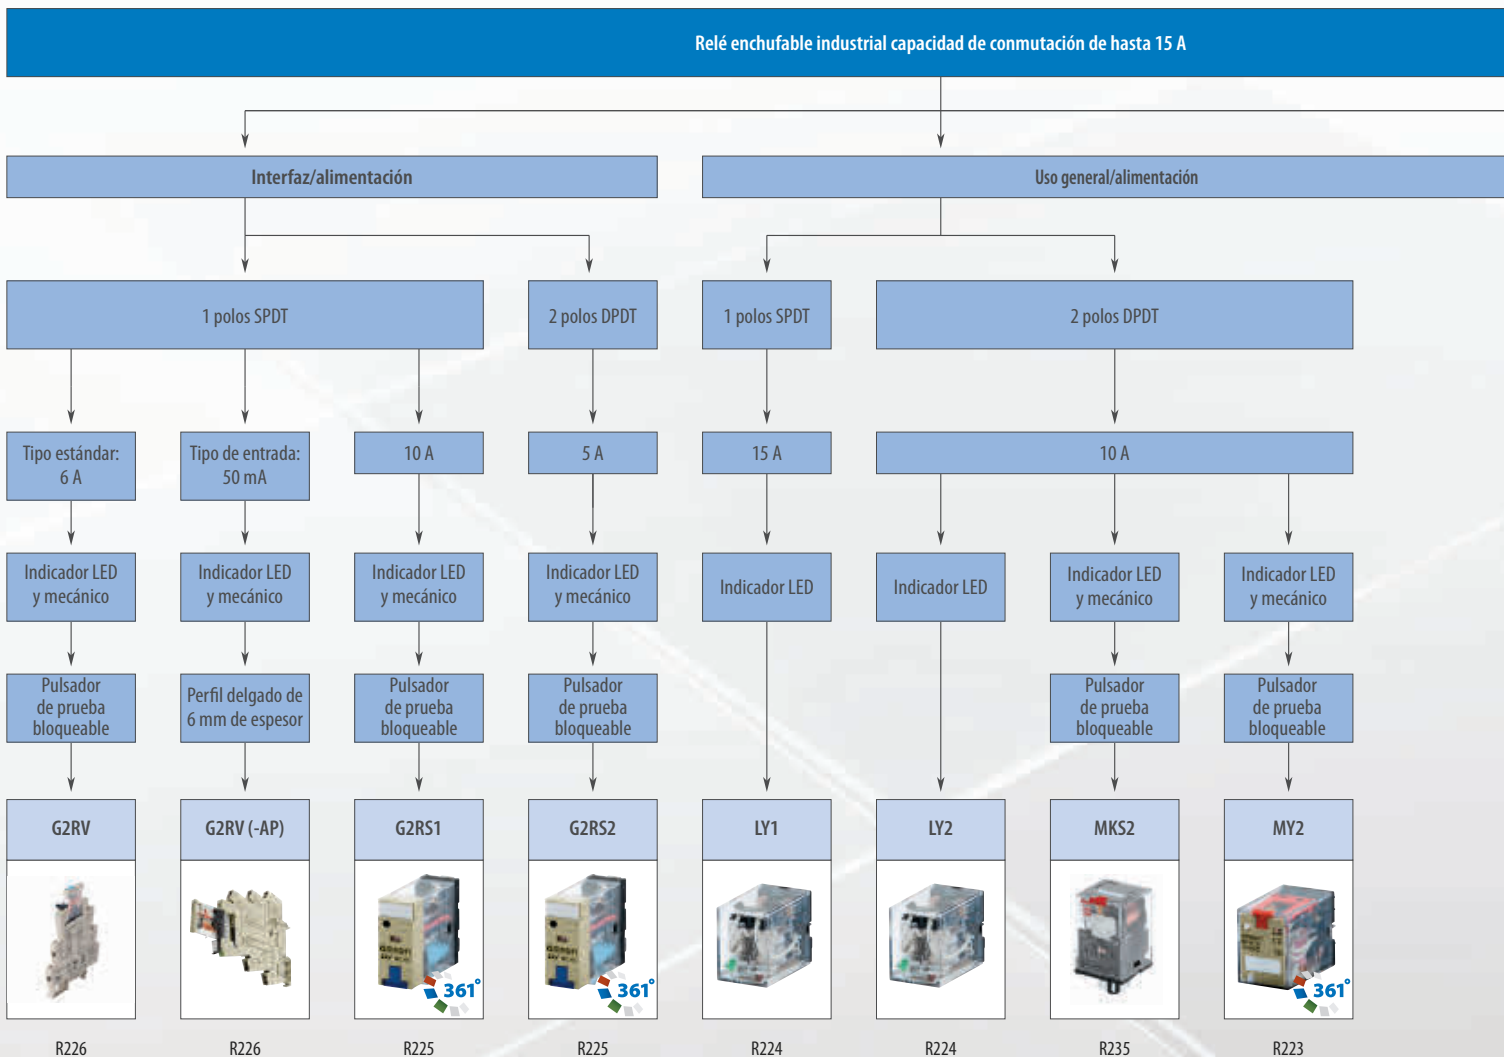 Relé enchufable industrial capacidad de conmutación de hasta 15 A
Interfaz/alimentación
Uso general/alimentación
1 polos SPDT
2 polos DPDT
1 polos SPDT
2 polos DPDT
Tipo estándar:
6 A
Tipo de entrada:
50 mA
10 A
5 A
15 A
10 A
Indicador LED
y mecánico
Indicador LED
y mecánico
Indicador LED
y mecánico
Indicador LED
y mecánico
Indicador LED
Indicador LED
Indicador LED
y mecánico
Indicador LED
y mecánico
Pulsador
de prueba
bloqueable
Perfil delgado de
6 mm de espesor
Pulsador
de prueba
bloqueable
Pulsador
de prueba
bloqueable
Pulsador
de prueba
bloqueable
Pulsador
de prueba
bloqueable
G2RV
G2RV (-AP)
G2RS1
G2RS2
LY1
LY2
MKS2
MY2
361°
361°
361°
R226
R226
R225
R225
R224
R224
R235
R223